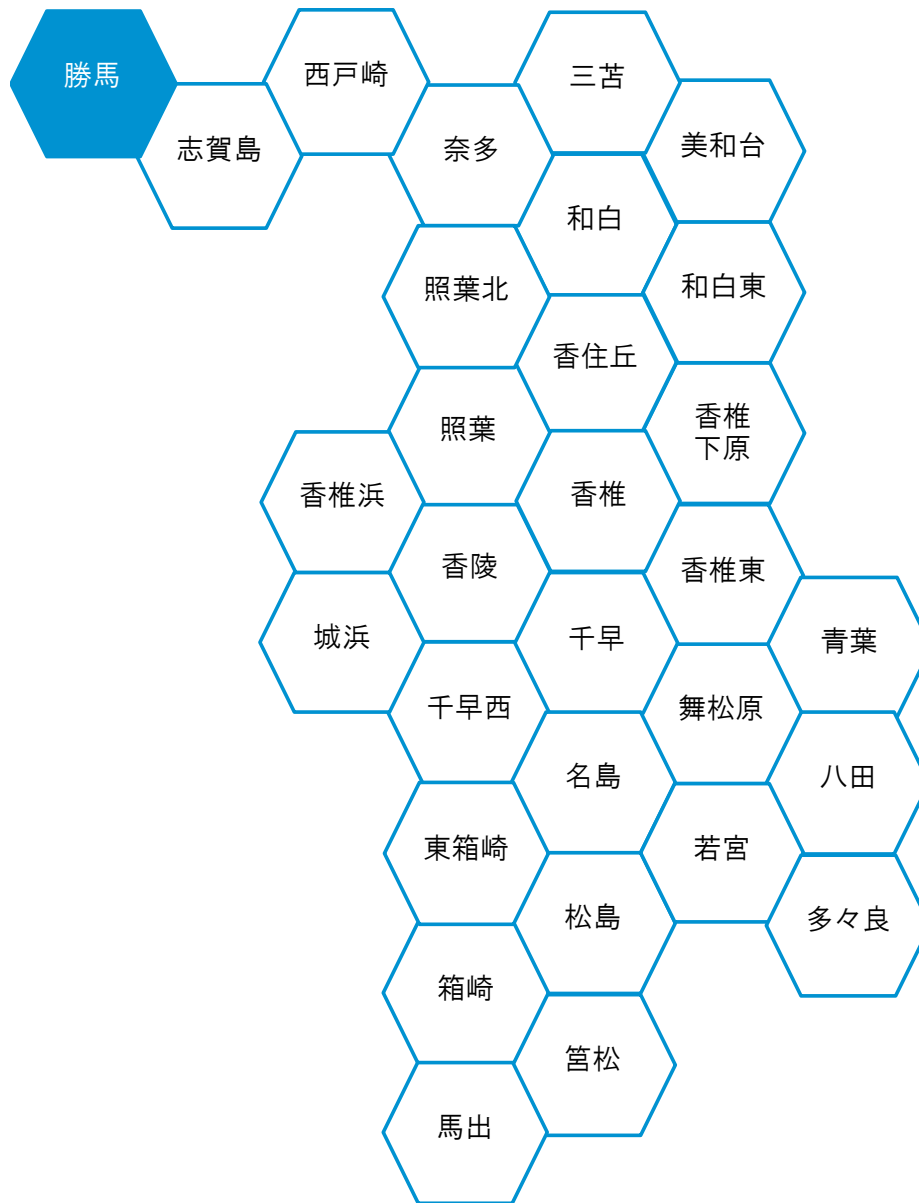 勝馬
西戸崎
三苫
志賀島
奈多
美和台
和白
照葉北
和白東
香住丘
照葉
香椎
下原
香椎浜
香椎
香陵
香椎東
城浜
千早
青葉
千早西
舞松原
名島
八田
東箱崎
若宮
松島
多々良
箱崎
筥松
馬出